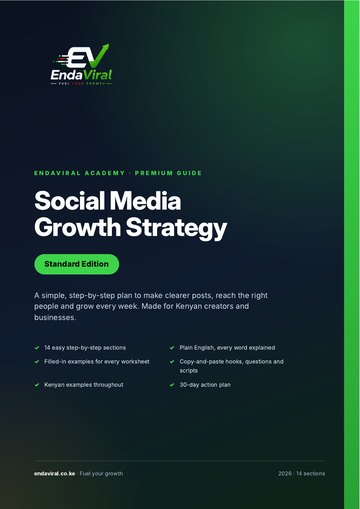 EV
EndaViral
FUEL YOUR GROWTH
ENDAVIRAL ACADEMY · PREMIUM GUIDE
Social Media
Growth Strategy
Standard Edition
A simple, step-by-step plan to make clearer posts, reach the right
people and grow every week. Made for Kenyan creators and
businesses.
✓ 14 easy step-by-step sections
✓ Plain English, every word explained
✓ Filled-in examples for every worksheet
✓ Copy-and-paste hooks, questions and
scripts
✓ Kenyan examples throughout
✓ 30-day action plan
endaviral.co.ke · Fuel your growth
2026 · 14 sections